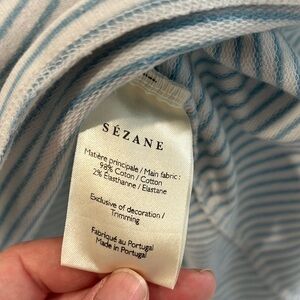 SÉZANE
Matière principale / Main fabric :
98% Coton / Cotton
2% Elasthanne / Elastane
Exclusive of decoration /
Trimming
Fabriqué au Portugal
Made in Portugal